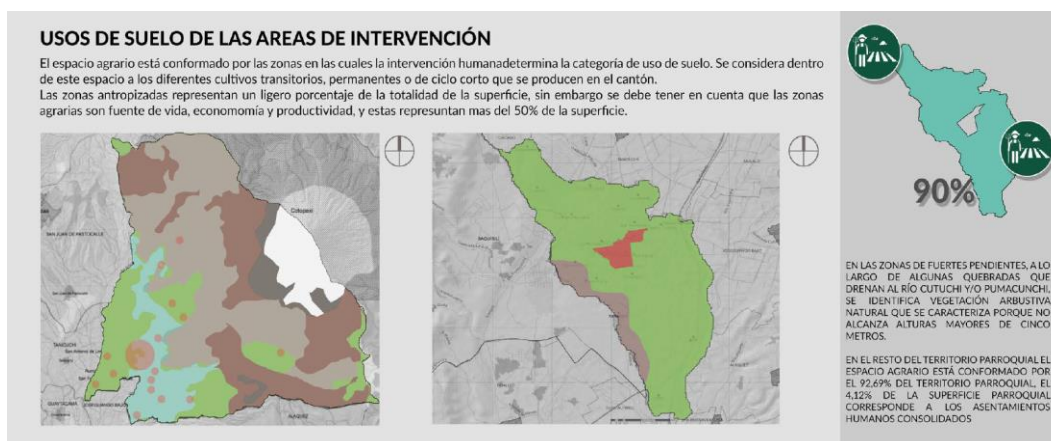 USOS DE SUELO DE LAS AREAS DE INTERVENCIÓN
El espacio agrario está conformado por las zonas en las cuales la intervención humanadetermina la categoría de uso de suelo. Se considera dentro
de este espacio a los diferentes cultivos transitorios, permanentes o de ciclo corto que se producen en el cantón.
Las zonas antropizadas representan un ligero porcentaje de la totalidad de la superficie, sin embargo se debe tener en cuenta que las zonas
agrarias son fuente de vida, econonomía y productividad, y estas represuntan mas del 50% de la superficie.
Cotopaxi
SAN JUAN DE PASTOCALLE
TANICUCHI
ALAQUEZ
90%
EN LAS ZONAS DE FUERTES PENDIENTES, A LO
LARGO DE ALGUNAS QUEBRADAS QUE
DRENAN AL RÍO CUTUCHI Y/O PUMACUNCHI,
SE IDENTIFICA VEGETACIÓN ARBUSTIVA
NATURAL QUE SE CARACTERIZA PORQUE NO
ALCANZA ALTURAS MAYORES DE CINCO
METROS.
EN EL RESTO DEL TERRITORIO PARROQUIAL EL
ESPACIO AGRARIO ESTÁ CONFORMADO POR
EL 92,69% DEL TERRITORIO PARROQUIAL, EL
4,12% DE LA SUPERFICIE PARROQUIAL
CORRESPONDE A LOS ASENTAMIENTOS
HUMANOS CONSOLIDADOS